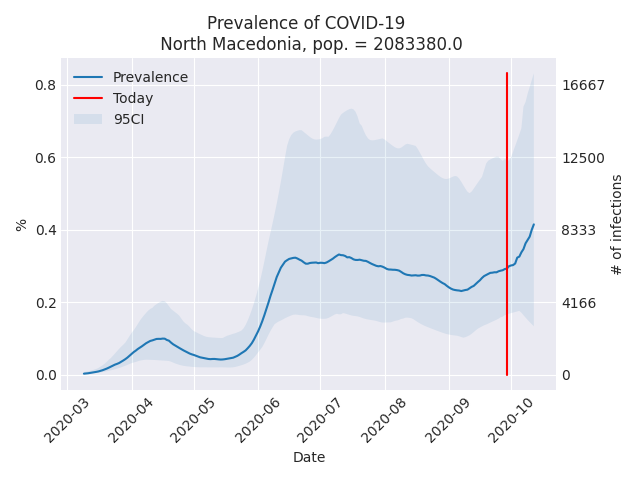 Prevalence of COVID-19
North Macedonia, pop. = 2083380.0
Prevalence
Today
95CI
0.8
0.6
0.4
0.2
0.0
%
16667
12500
8333
4166
0
# of infections
2020-03
2020-04
2020-05
2020-06
2020-07
2020-08
2020-09
2020-10
Date